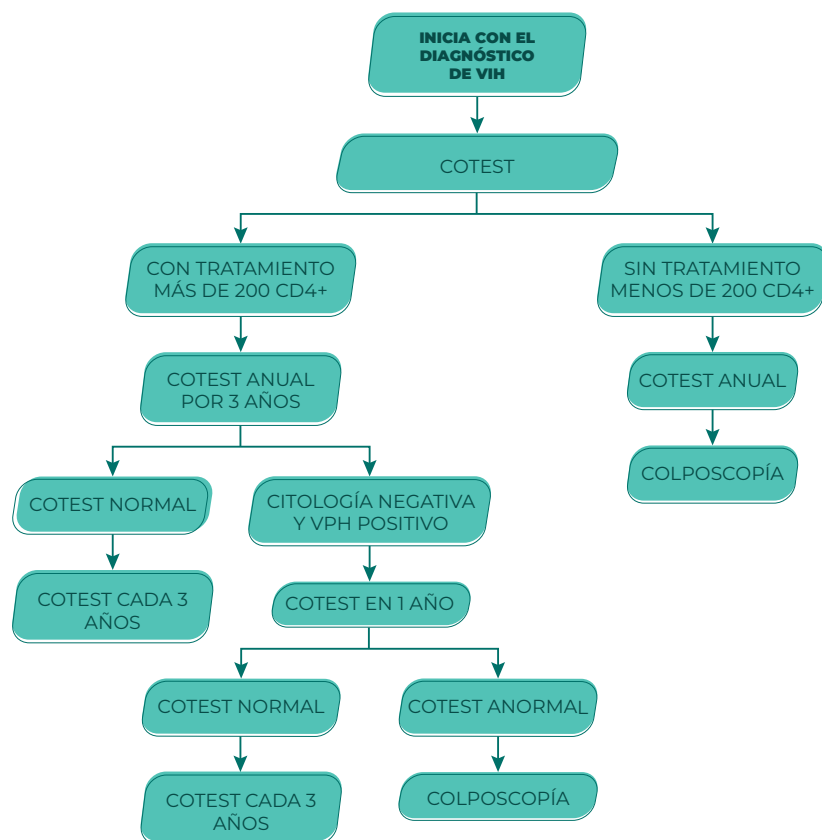 INICIA CON EL
DIAGNÓSTICO
DE VIH
COTEST
CON TRATAMIENTO
MÁS DE 200 CD4+
SIN TRATAMIENTO
MENOS DE 200 CD4+
COTEST ANUAL
POR 3 AÑOS
COTEST ANUAL
COTEST NORMAL
CITOLOGÍA NEGATIVA
Y VPH POSITIVO
COLPOSCOPÍA
COTEST CADA 3
AÑOS
COTEST EN 1 AÑO
COTEST NORMAL
COTEST ANORMAL
COTEST CADA 3
AÑOS
COLPOSCOPÍA